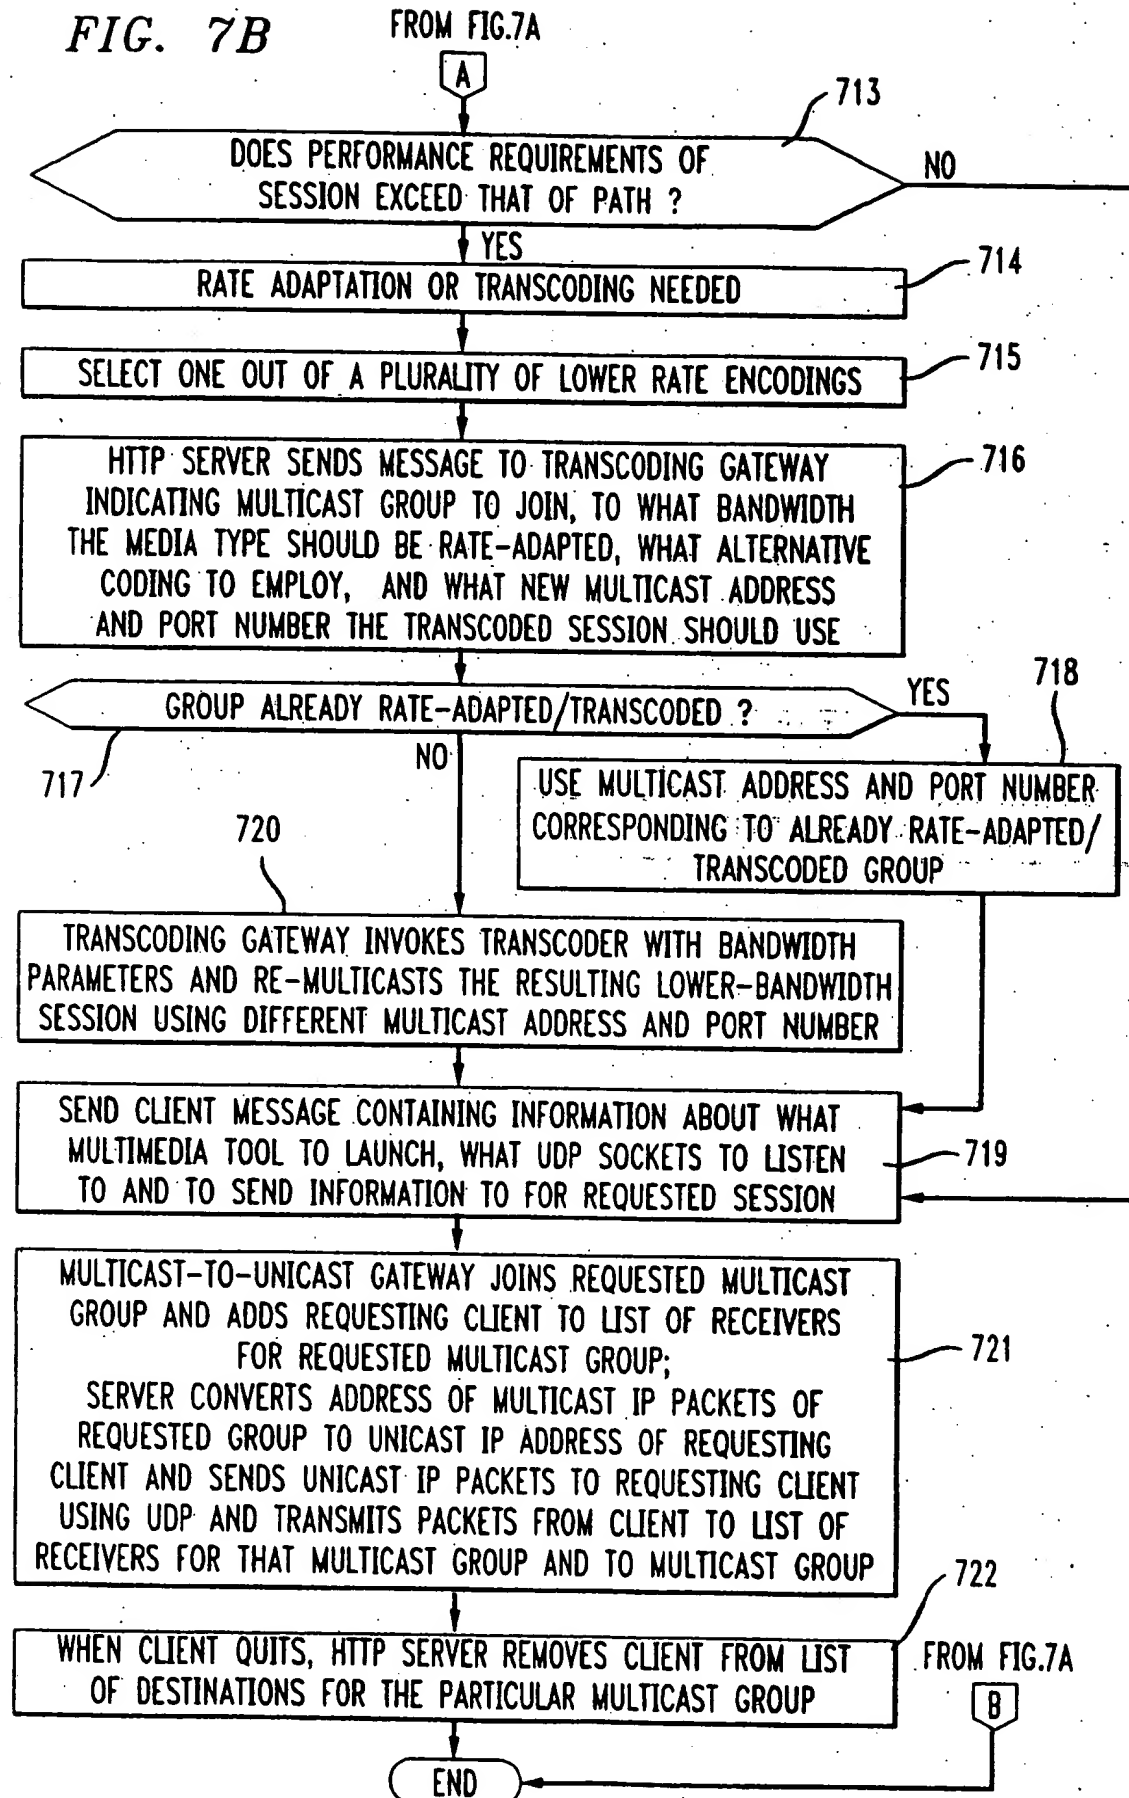 FIG. 7B
FROM FIG.7A
A
713
DOES PERFORMANCE REQUIREMENTS OF
SESSION EXCEED THAT OF PATH ?
NO
YES
714
RATE ADAPTATION OR TRANSCODING NEEDED
715
SELECT ONE OUT OF A PLURALITY OF LOWER RATE ENCODINGS
716
HTTP SERVER SENDS MESSAGE TO TRANSCODING GATEWAY
INDICATING MULTICAST GROUP TO JOIN, TO WHAT BANDWIDTH
THE MEDIA TYPE SHOULD BE RATE-ADAPTED, WHAT ALTERNATIVE
CODING TO EMPLOY, AND WHAT NEW MULTICAST ADDRESS
AND PORT NUMBER THE TRANSCODED SESSION SHOULD USE
GROUP ALREADY RATE-ADAPTED/TRANSCODED ?
YES
718
717
NO
USE MULTICAST ADDRESS AND PORT NUMBER
CORRESPONDING TO ALREADY RATE-ADAPTED/
TRANSCODED GROUP
720
TRANSCODING GATEWAY INVOKES TRANSCODER WITH BANDWIDTH
PARAMETERS AND RE-MULTICASTS THE RESULTING LOWER-BANDWIDTH
SESSION USING DIFFERENT MULTICAST ADDRESS AND PORT NUMBER
SEND CLIENT MESSAGE CONTAINING INFORMATION ABOUT WHAT
MULTIMEDIA TOOL TO LAUNCH, WHAT UDP SOCKETS TO LISTEN
TO AND TO SEND INFORMATION TO FOR REQUESTED SESSION
719
MULTICAST-TO-UNICAST GATEWAY JOINS REQUESTED MULTICAST
GROUP AND ADDS REQUESTING CLIENT TO LIST OF RECEIVERS
FOR REQUESTED MULTICAST GROUP;
SERVER CONVERTS ADDRESS OF MULTICAST IP PACKETS OF
REQUESTED GROUP TO UNICAST IP ADDRESS OF REQUESTING
CLIENT AND SENDS UNICAST IP PACKETS TO REQUESTING CLIENT
USING UDP AND TRANSMITS PACKETS FROM CLIENT TO LIST OF
RECEIVERS FOR THAT MULTICAST GROUP AND TO MULTICAST GROUP
721
722
WHEN CLIENT QUITS, HTTP SERVER REMOVES CLIENT FROM LIST
OF DESTINATIONS FOR THE PARTICULAR MULTICAST GROUP
FROM FIG.7A
B
END